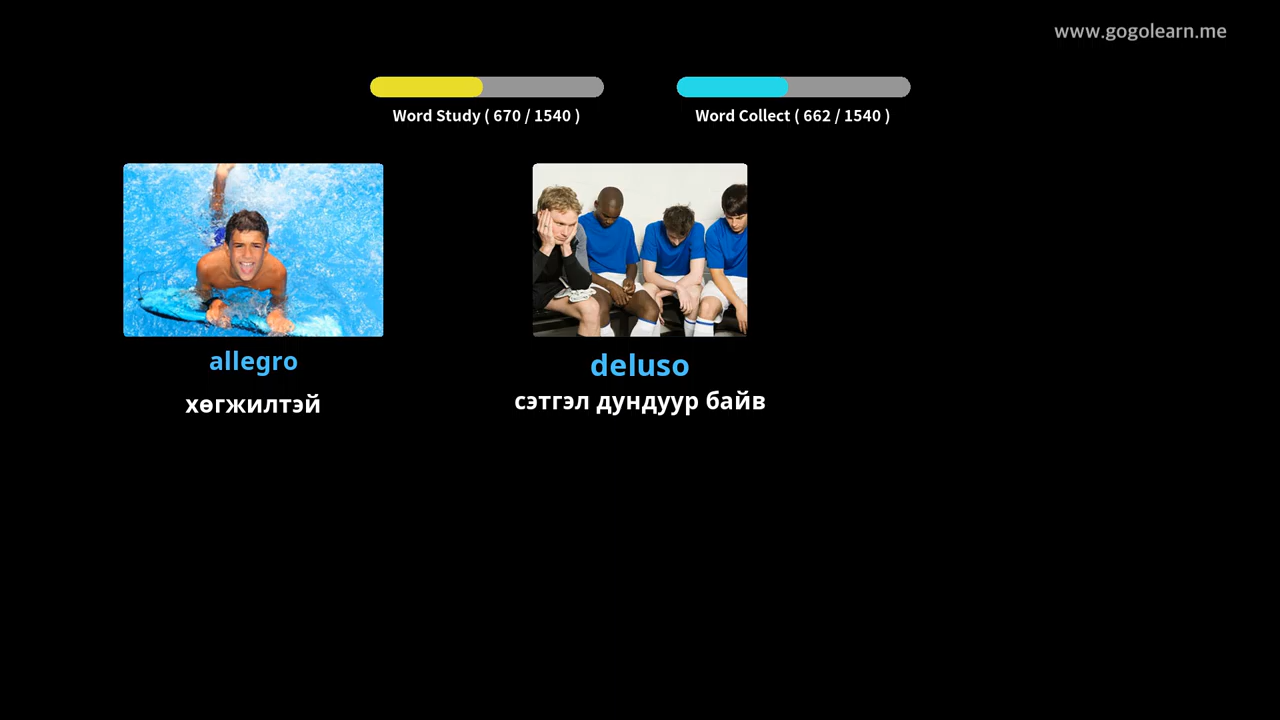 www.gogolearn.me
Word Study ( 670 / 1540 )
Word Collect ( 662 / 1540 )
allegro
хөгжилтэй
deluso
сэтгэл дундуур байв